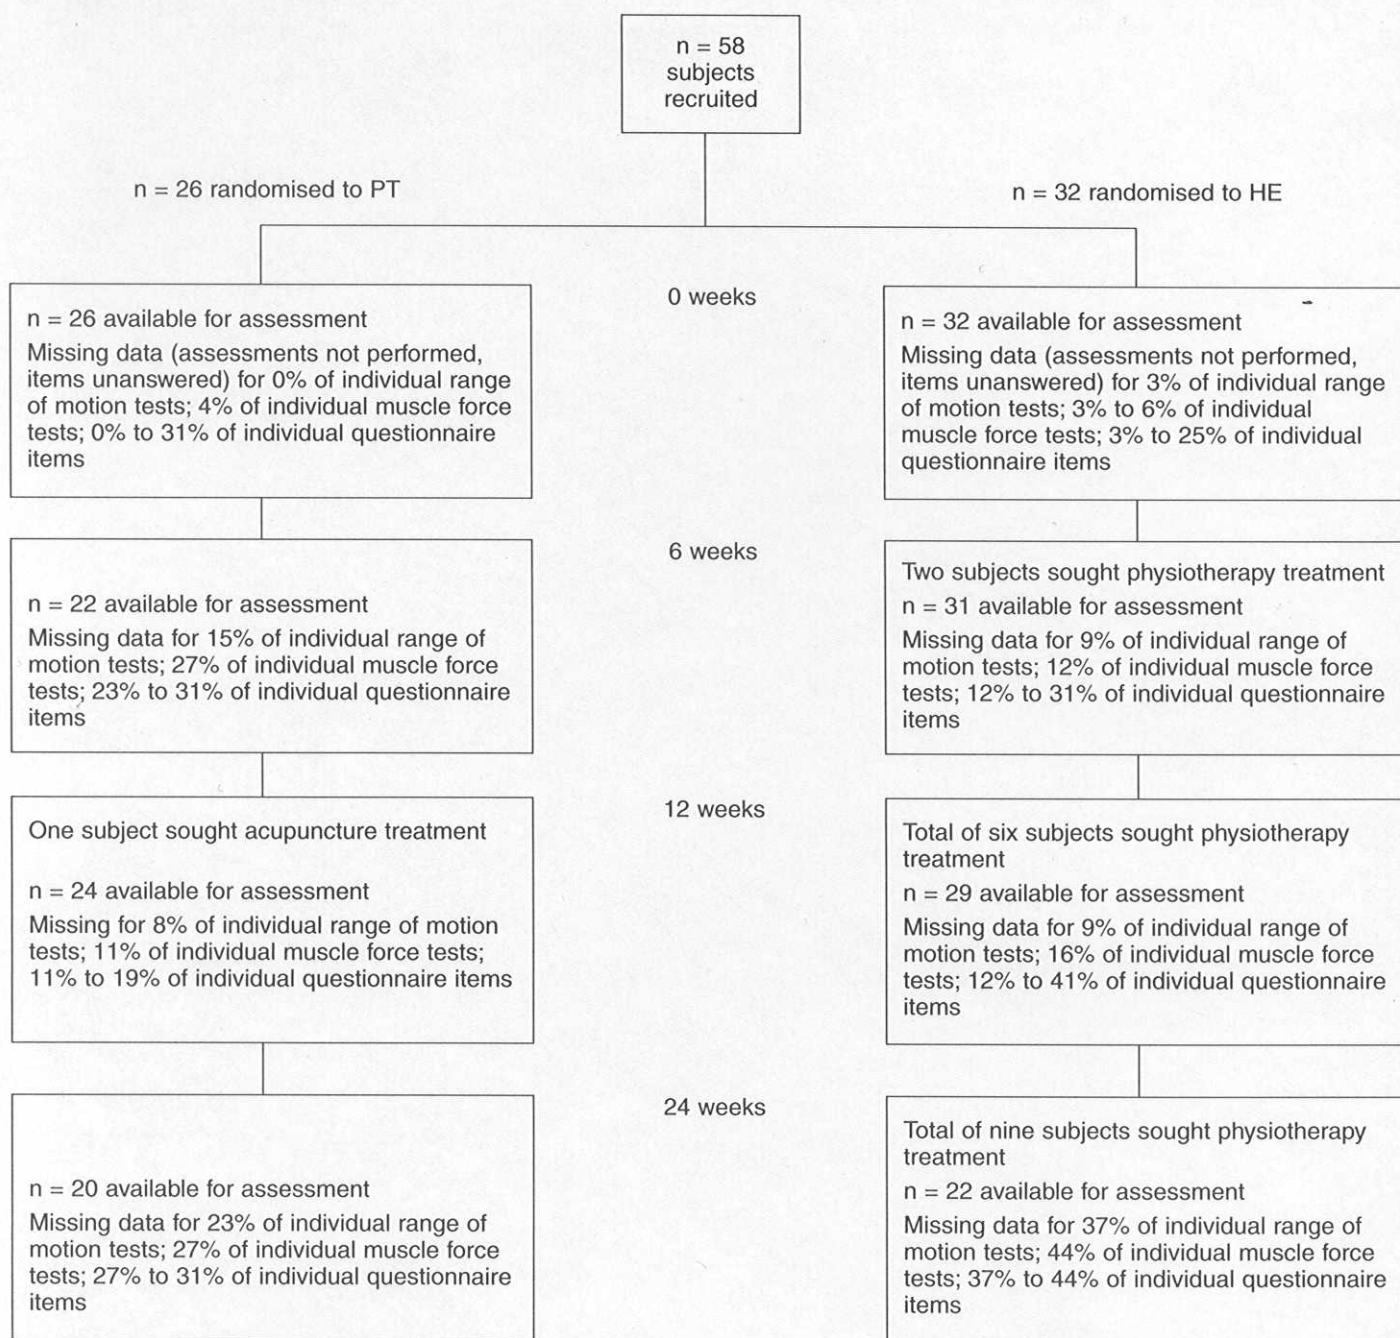 n = 58
subjects
recruited
n = 26 randomised to PT
n = 32 randomised to HE
0 weeks
n = 26 available for assessment
Missing data (assessments not performed,
items unanswered) for 0% of individual range
of motion tests; 4% of individual muscle force
tests; 0% to 31% of individual questionnaire
items
n = 32 available for assessment
Missing data (assessments not performed,
items unanswered) for 3% of individual range
of motion tests; 3% to 6% of individual
muscle force tests; 3% to 25% of individual
questionnaire items
6 weeks
n = 22 available for assessment
Missing data for 15% of individual range of
motion tests; 27% of individual muscle force
tests; 23% to 31% of individual questionnaire
items
Two subjects sought physiotherapy treatment
n = 31 available for assessment
Missing data for 9% of individual range of
motion tests; 12% of individual muscle force
tests; 12% to 31% of individual questionnaire
items
12 weeks
One subject sought acupuncture treatment
n = 24 available for assessment
Missing for 8% of individual range of motion
tests; 11% of individual muscle force tests;
11% to 19% of individual questionnaire items
Total of six subjects sought physiotherapy
treatment
n = 29 available for assessment
Missing data for 9% of individual range of
motion tests; 16% of individual muscle force
tests; 12% to 41% of individual questionnaire
items
24 weeks
n = 20 available for assessment
Missing data for 23% of individual range of
motion tests; 27% of individual muscle force
tests; 27% to 31% of individual questionnaire
items
Total of nine subjects sought physiotherapy
treatment
n = 22 available for assessment
Missing data for 37% of individual range of
motion tests; 44% of individual muscle force
tests; 37% to 44% of individual questionnaire
items